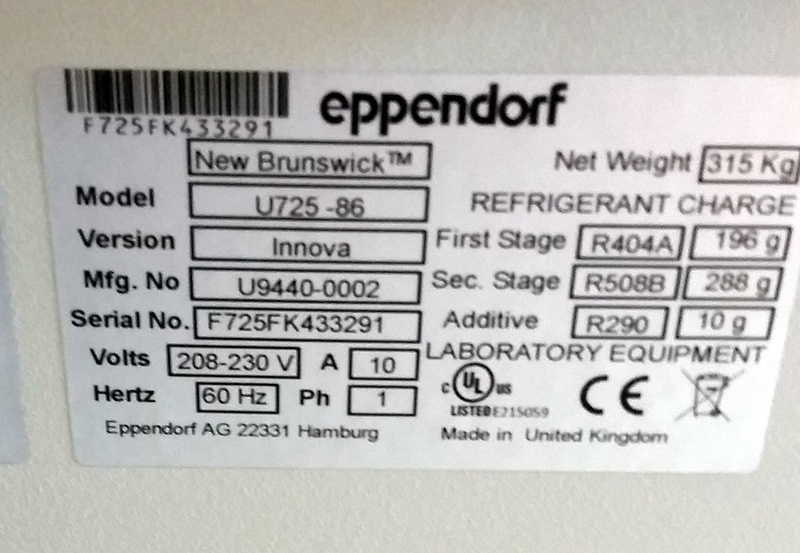 eppendorf
F725FK433291
New Brunswick™ Net Weight 315 Kg
Model U725 -86 REFRIGERANT CHARGE
Version Innova First Stage R404A 196 g
Mfg. No U9440-0002 Sec. Stage R508B 288 g
Serial No. F725FK433291 Additive R290 10 g
Volts 208-230 V A 10 LABORATORY EQUIPMENT
Hertz 60 Hz Ph 1 c UL us CE
LISTED E215059
Eppendorf AG 22331 Hamburg Made in United Kingdom